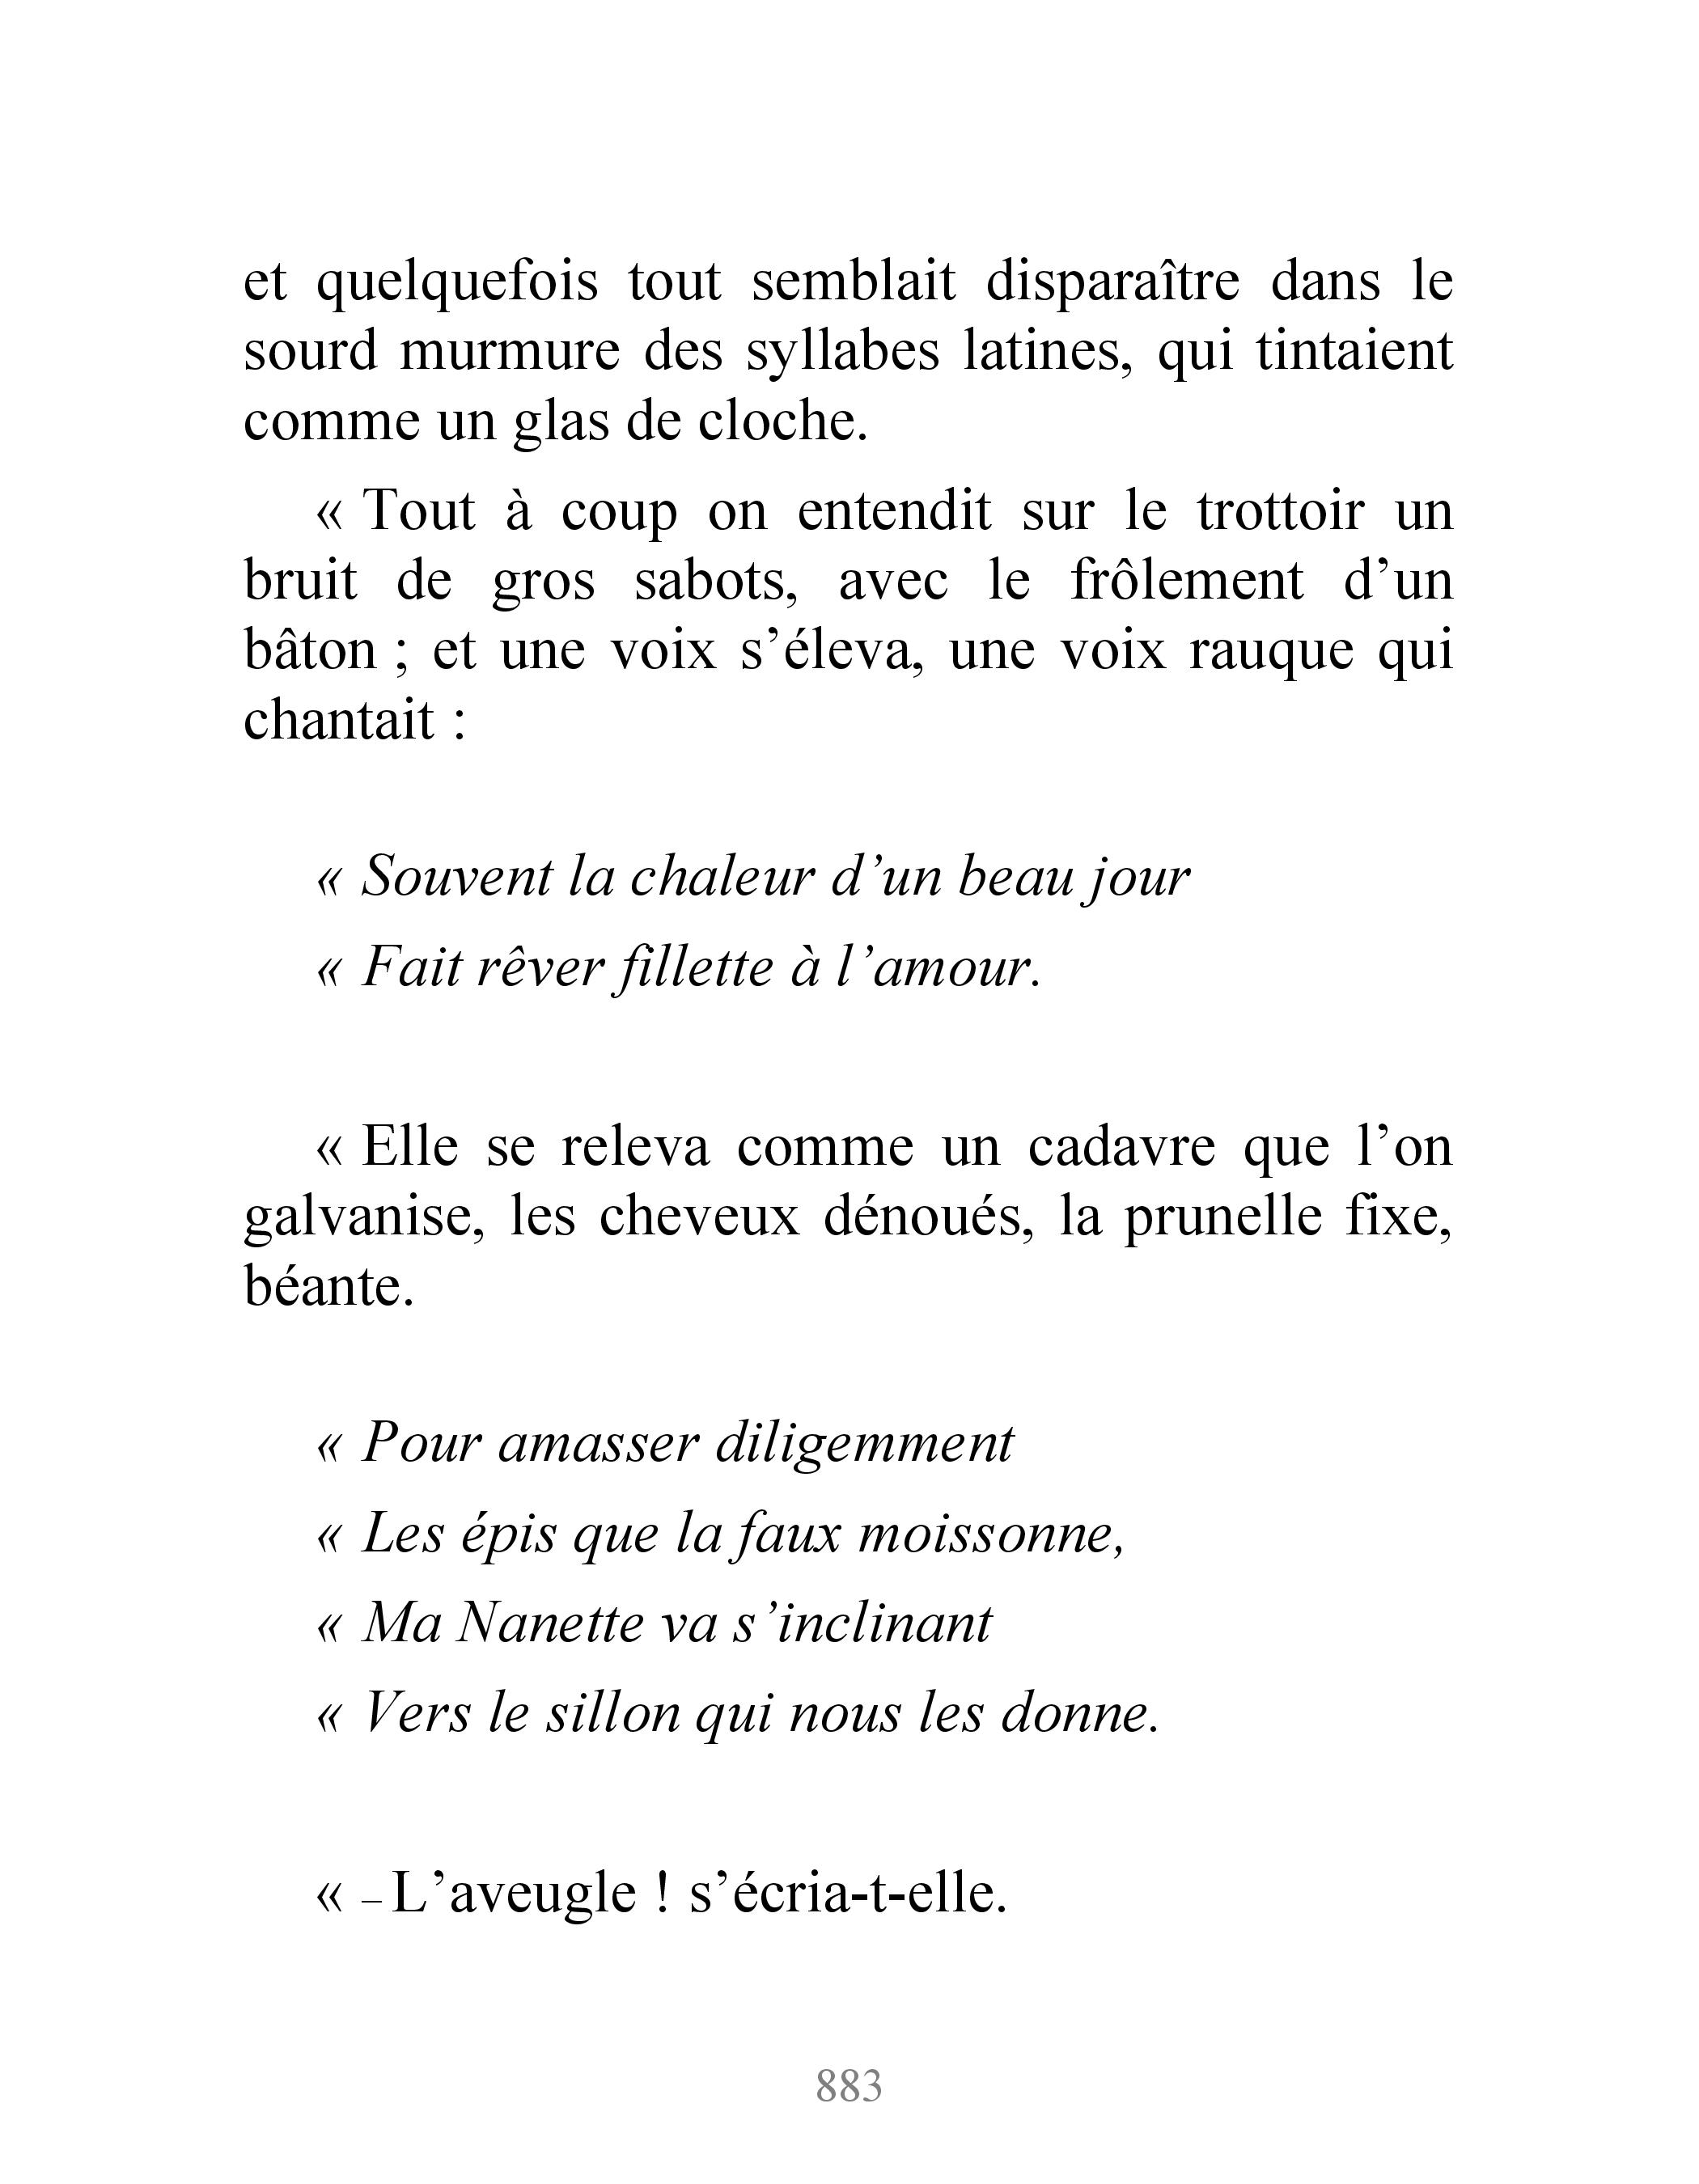 et quelquefois tout semblait disparaître dans le
sourd murmure des syllabes latines, qui tintaient
comme un glas de cloche.
« Tout à coup on entendit sur le trottoir un
bruit de gros sabots, avec le frôlement d’un
bâton ; et une voix s’éleva, une voix rauque qui
chantait :
« Souvent la chaleur d’un beau jour
« Fait rêver fillette à l’amour.
« Elle se releva comme un cadavre que l’on
galvanise, les cheveux dénoués, la prunelle fixe,
béante.
« Pour amasser diligemment
« Les épis que la faux moissonne,
« Ma Nanette va s’inclinant
« Vers le sillon qui nous les donne.
« – L’aveugle ! s’écria-t-elle.
883